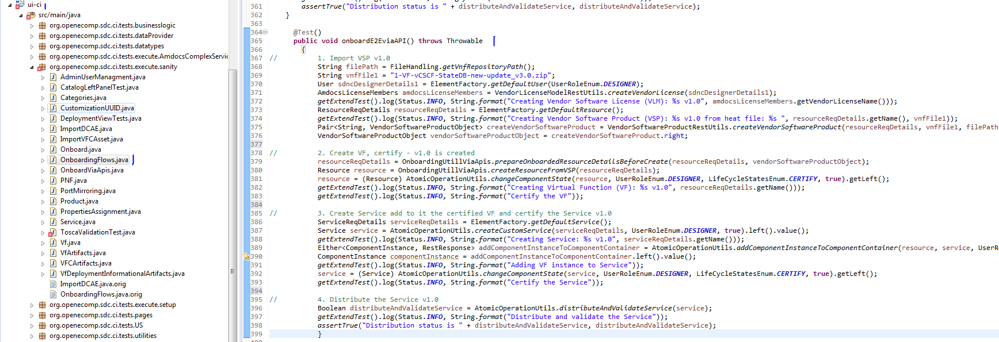 ui-ci
src/main/java
org.openecomp.sdc.ci.tests.businesslogic
org.openecomp.sdc.ci.tests.dataProvider
org.openecomp.sdc.ci.tests.datatypes
org.openecomp.sdc.ci.tests.execute.AmdocsComplexServic
org.openecomp.sdc.ci.tests.execute.sanity
AdminUserManagment.java
CatalogLeftPanelTest.java
Categories.java
CustomizationUUID.java
DeploymentViewTests.java
ImportDCAE.java
ImportVFCAsset.java
Onboard.java
OnboardingFlows.java
OnboardViaApis.java
PNF.java
PortMirroring.java
Product.java
PropertiesAssignment.java
Service.java
ToscaValidationTest.java
Vf.java
VfArtifacts.java
VFCArtifacts.java
VfDeploymentInformationalArtifacts.java
ImportDCAE.java.orig
OnboardingFlows.java.orig
org.openecomp.sdc.ci.tests.execute.setup
org.openecomp.sdc.ci.tests.pages
org.openecomp.sdc.ci.tests.US
org.openecomp.sdc.ci.tests.utilities
361 assertTrue("Distribution status is " + distributeAndValidateService, distributeAndValidateService);
362 }
363
364 @Test()
365 public void onboardE2EviaAPI() throws Throwable
366 {
367 // 1. Import VSP v1.0
368 String filePath = FileHandling.getVnfRepositoryPath();
369 String vnfFile1 = "1-VF-vCSCF-StateDB-new-update_v3.0.zip";
370 User sdncDesignerDetails1 = ElementFactory.getDefaultUser(UserRoleEnum.DESIGNER);
371 AmdocsLicenseMembers amdocsLicenseMembers = VendorLicenseModelRestUtils.createVendorLicense(sdncDesignerDetails1);
372 getExtendTest().log(Status.INFO, String.format("Creating Vendor Software License (VLM): %s v1.0", amdocsLicenseMembers.getVendorLicenseName()));
373 ResourceReqDetails resourceReqDetails = ElementFactory.getDefaultResource();
374 getExtendTest().log(Status.INFO, String.format("Creating Vendor Software Product (VSP): %s v1.0 from heat file: %s ", resourceReqDetails.getName(), vnfFile1));
375 Pair<String, VendorSoftwareProductObject> createVendorSoftwareProduct = VendorSoftwareProductRestUtils.createVendorSoftwareProduct(resourceReqDetails, vnfFile1, filePath
376 VendorSoftwareProductObject vendorSoftwareProductObject = createVendorSoftwareProduct.right;
377
378 // 2. Create VF, certify - v1.0 is created
379 resourceReqDetails = OnboardingUtillViaApis.prepareOnboardedResourceDetailsBeforeCreate(resourceReqDetails, vendorSoftwareProductObject);
380 Resource resource = OnboardingUtillViaApis.createResourceFromVSP(resourceReqDetails);
381 resource = (Resource) AtomicOperationUtils.changeComponentState(resource, UserRoleEnum.DESIGNER, LifeCycleStatesEnum.CERTIFY, true).getLeft();
382 getExtendTest().log(Status.INFO, String.format("Creating Virtual Function (VF): %s v1.0", resourceReqDetails.getName()));
383 getExtendTest().log(Status.INFO, String.format("Certify the VF"));
384
385 // 3. Create Service add to it the certified VF and certify the Service v1.0
386 ServiceReqDetails serviceReqDetails = ElementFactory.getDefaultService();
387 Service service = AtomicOperationUtils.createCustomService(serviceReqDetails, UserRoleEnum.DESIGNER, true).left().value();
388 getExtendTest().log(Status.INFO, String.format("Creating Service: %s v1.0", serviceReqDetails.getName()));
389 Either<ComponentInstance, RestResponse> addComponentInstanceToComponentContainer = AtomicOperationUtils.addComponentInstanceToComponentContainer(resource, service, UserRo
390 ComponentInstance componentInstance = addComponentInstanceToComponentContainer.left().value();
391 getExtendTest().log(Status.INFO, String.format("Adding VF instance to Service"));
392 service = (Service) AtomicOperationUtils.changeComponentState(service, UserRoleEnum.DESIGNER, LifeCycleStatesEnum.CERTIFY, true).getLeft();
393 getExtendTest().log(Status.INFO, String.format("Certify the Service"));
394
395 // 4. Distribute the Service v1.0
396 Boolean distributeAndValidateService = AtomicOperationUtils.distributeAndValidateService(service);
397 getExtendTest().log(Status.INFO, String.format("Distribute and validate the Service"));
398 assertTrue("Distribution status is " + distributeAndValidateService, distributeAndValidateService);
399 }